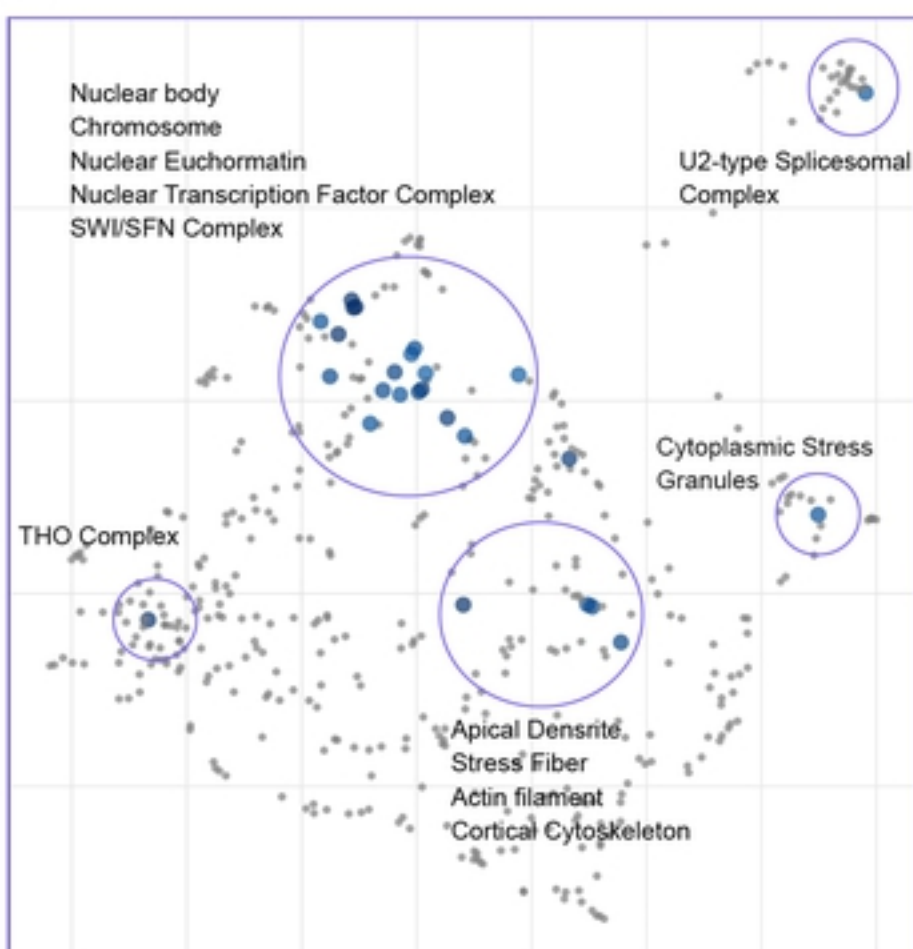 Nuclear body
Chromosome
Nuclear Euchormatin
Nuclear Transcription Factor Complex
SWI/SFN Complex
U2-type Splicesomal
Complex
Cytoplasmic Stress
Granules
THO Complex
Apical Densrite
Stress Fiber
Actin filament
Cortical Cytoskeleton